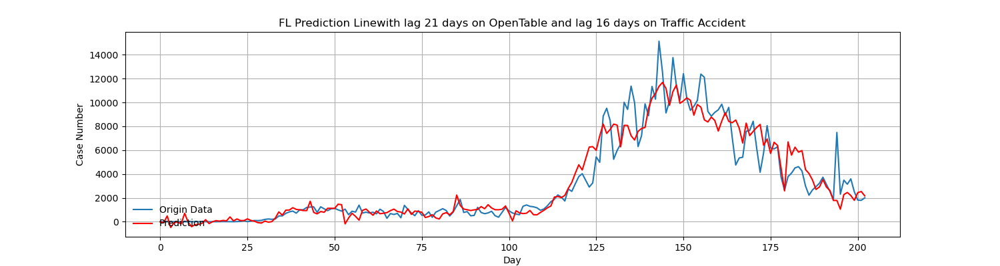 FL Prediction Linewith lag 21 days on OpenTable and lag 16 days on Traffic Accident
14000
12000
10000
8000
6000
4000
2000
0
Case Number
Origin Data
Prediction
0 25 50 75 100 125 150 175 200
Day